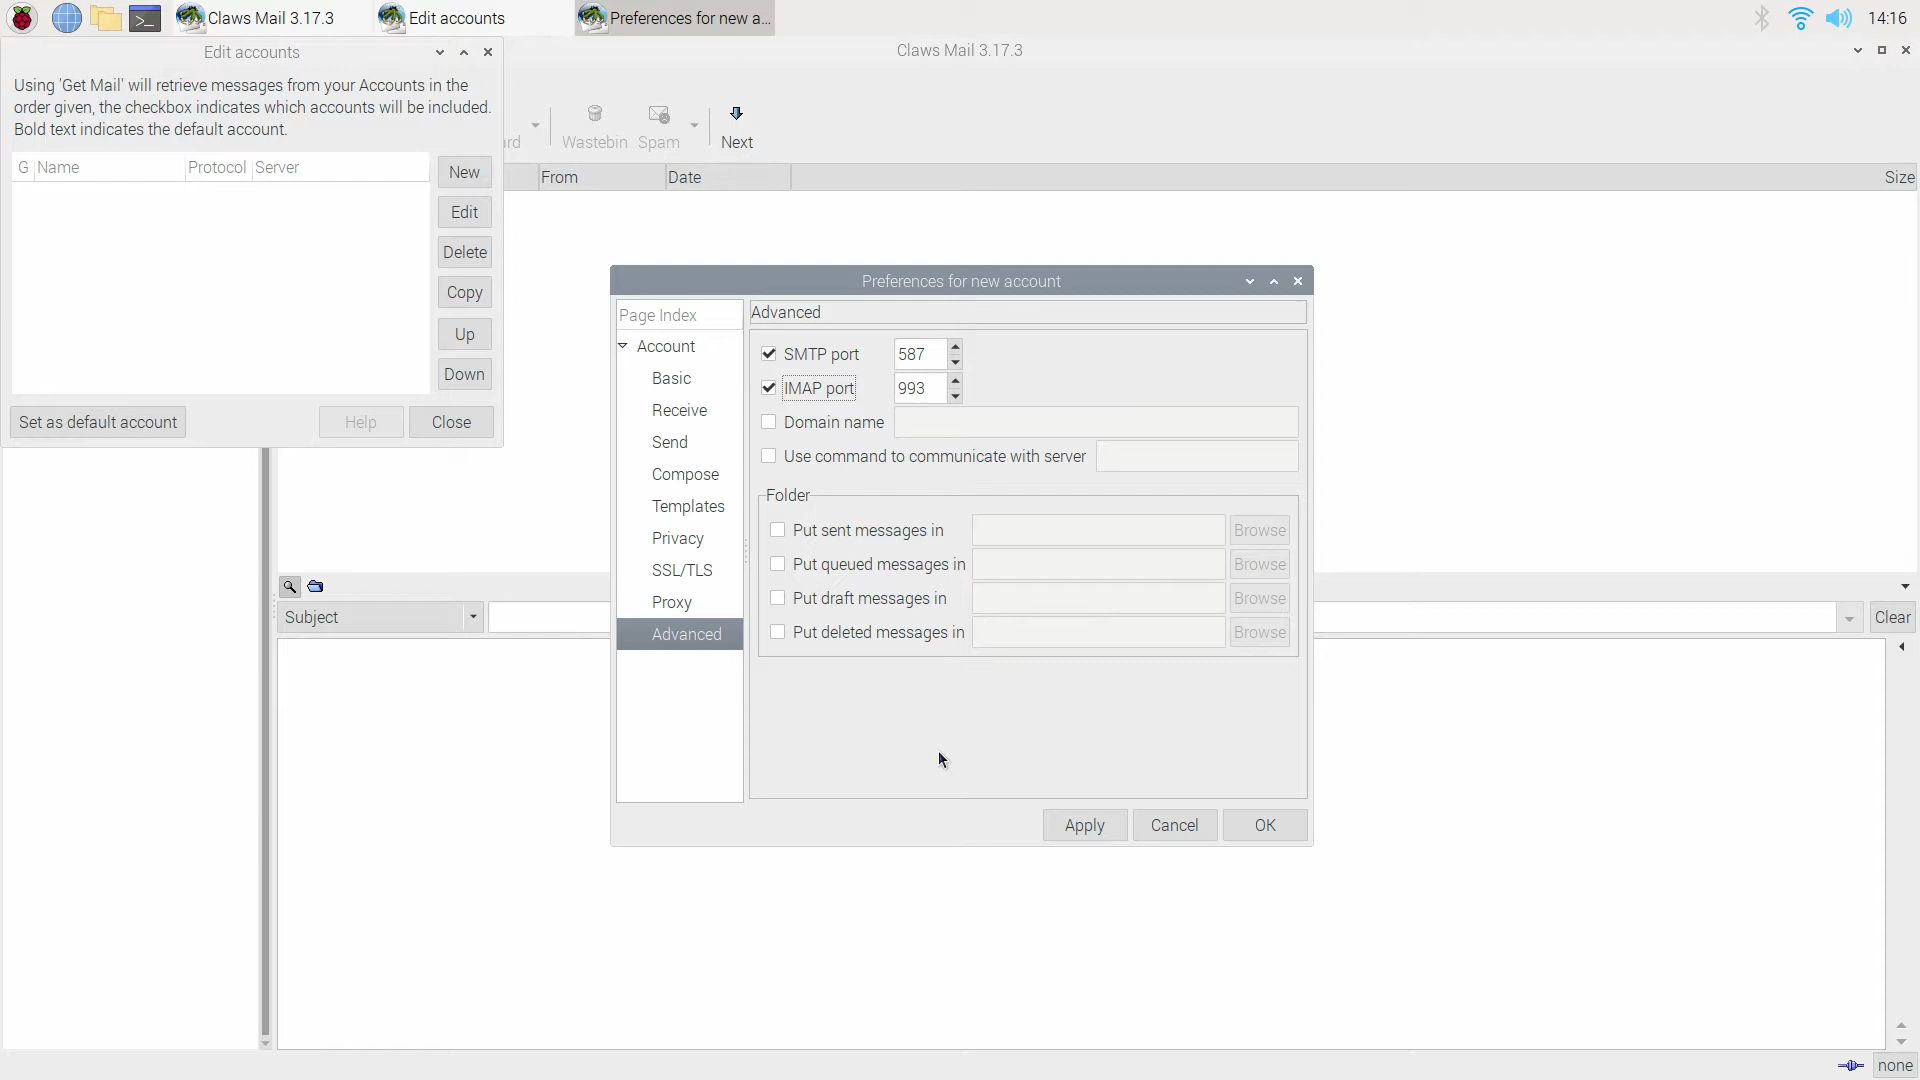 Claws Mail 3.17.3
Edit accounts
Preferences for new a...
14:16
Edit accounts
Claws Mail 3.17.3
Using 'Get Mail' will retrieve messages from your Accounts in the
order given, the checkbox indicates which accounts will be included.
Bold text indicates the default account.
rd
Wastebin
Spam
Next
G
Name
Protocol
Server
New
Edit
Delete
Copy
Up
Down
Set as default account
Help
Close
From
Date
Size
Preferences for new account
Page Index
Account
Basic
Receive
Send
Compose
Templates
Privacy
SSL/TLS
Proxy
Advanced
Advanced
SMTP port
587
IMAP port
993
Domain name
Use command to communicate with server
Folder
Put sent messages in
Browse
Put queued messages in
Browse
Put draft messages in
Browse
Put deleted messages in
Browse
Apply
Cancel
OK
Subject
Clear
none